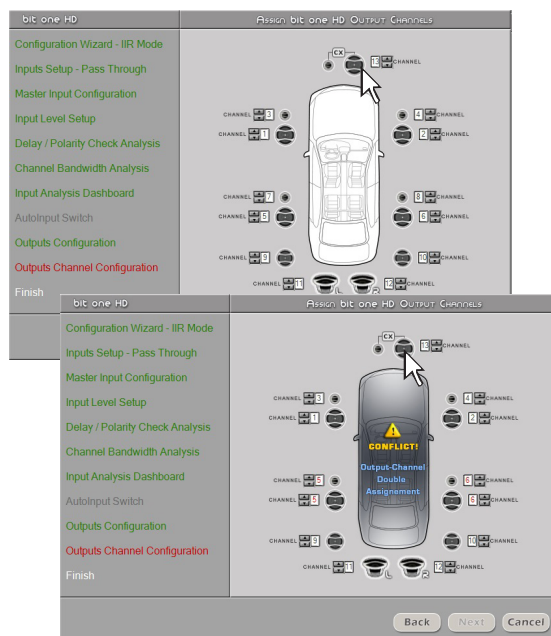 bit one HD
Assign bit one HD Output Channels
Configuration Wizard - IIR Mode
Inputs Setup - Pass Through
Master Input Configuration
Input Level Setup
Delay / Polarity Check Analysis
Channel Bandwidth Analysis
Input Analysis Dashboard
AutoInput Switch
Outputs Configuration
Outputs Channel Configuration
Finish
CX
13 CHANNEL
CHANNEL 3
4 CHANNEL
CHANNEL 1
2 CHANNEL
CHANNEL 7
8 CHANNEL
CHANNEL 5
6 CHANNEL
CHANNEL 9
10 CHANNEL
CHANNEL 11
L
R
12 CHANNEL
bit one HD
Assign bit one HD Output Channels
Configuration Wizard - IIR Mode
Inputs Setup - Pass Through
Master Input Configuration
Input Level Setup
Delay / Polarity Check Analysis
Channel Bandwidth Analysis
Input Analysis Dashboard
AutoInput Switch
Outputs Configuration
Outputs Channel Configuration
Finish
CX
13 CHANNEL
CHANNEL 3
4 CHANNEL
CHANNEL 1
2 CHANNEL
CONFLICT!
Output-Channel
Double
Assignement
CHANNEL 5
6 CHANNEL
CHANNEL 5
6 CHANNEL
CHANNEL 9
10 CHANNEL
CHANNEL 11
L
R
12 CHANNEL
Back
Next
Cancel